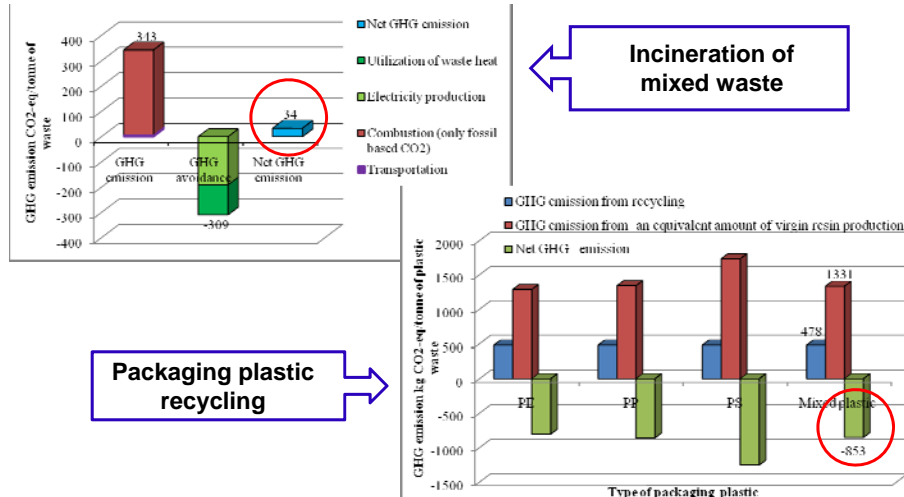 GHG emission CO2-eq/tonne of
waste
400
300
200
100
0
-100
-200
-300
-400
343
34
-309
GHG
emission
GHG
avoidance
Net GHG
emission
Net GHG emission
Utilization of waste heat
Electricity production
Combustion (only fossil
based CO2)
Transportation
Incineration of
mixed waste
Packaging plastic
recycling
GHG emission from recycling
GHG emission from an equivalent amount of virgin resin production
Net GHG emission
GHG emission kg CO2-eq/tonne of plastic
waste
2000
1500
1000
500
0
-500
-1000
-1500
1331
478
-853
PE
PP
PS
Mixed plastic
Type of packaging plastic